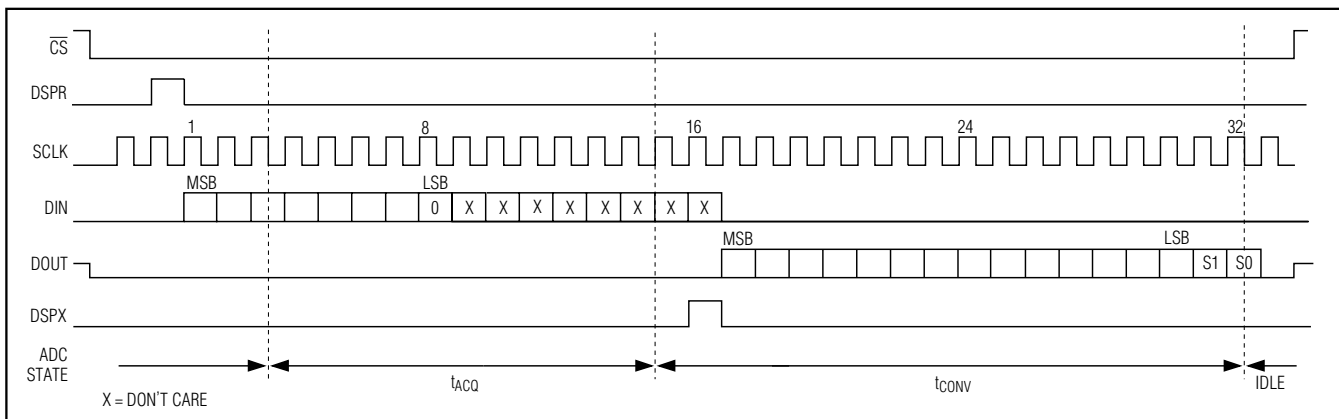 CS
DSPR
1 8 16 24 32
SCLK
MSB LSB
DIN 0 X X X X X X X X
MSB LSB
DOUT S1 S0
DSPX
ADC
STATE
tACQ tCONV IDLE
X = DON'T CARE